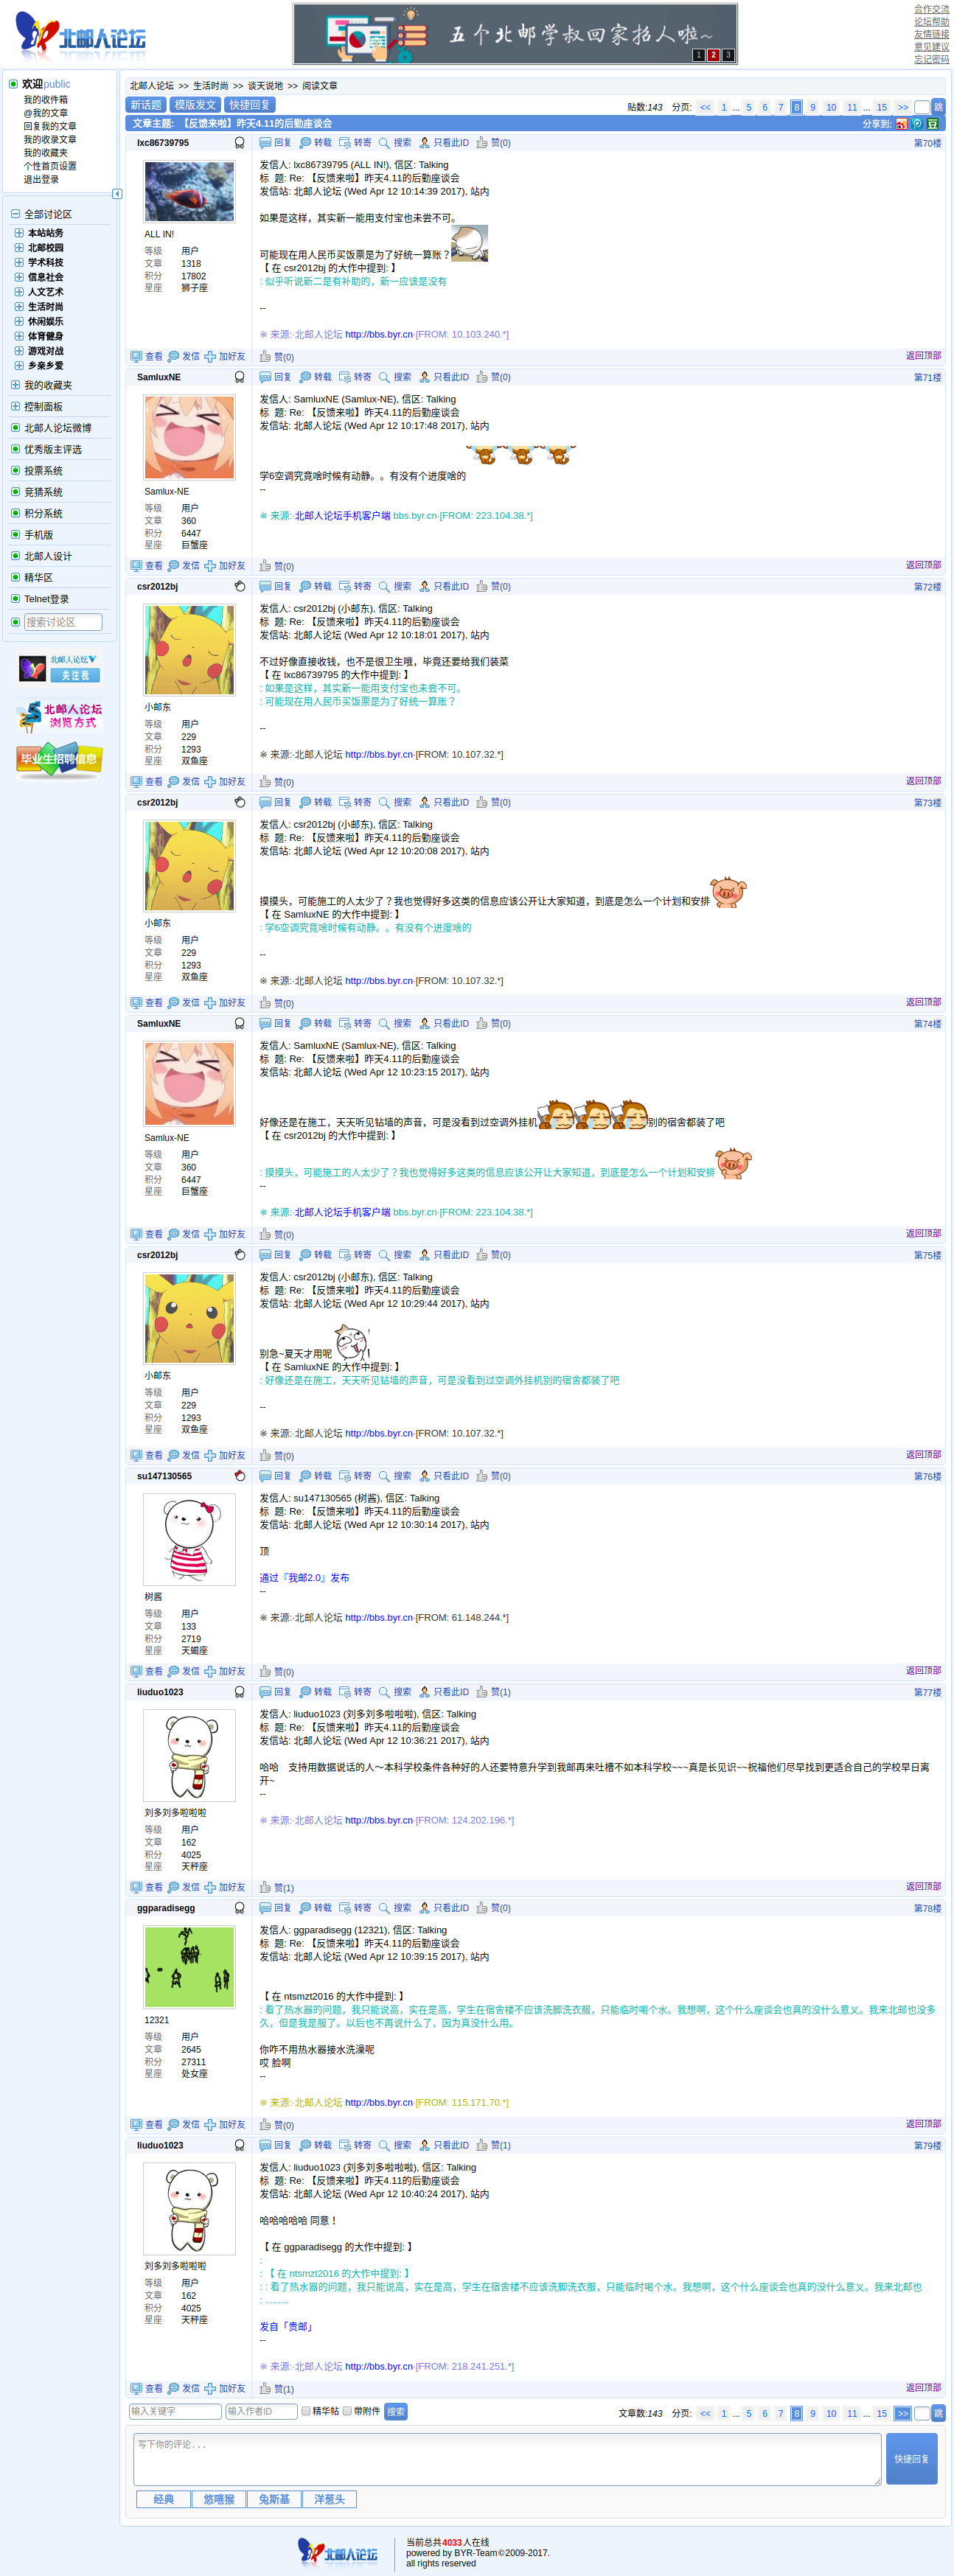 北邮人论坛
五个北邮学叔回家招人啦~
1 2 3
合作交流
论坛帮助
友情链接
意见建议
忘记密码
欢迎public
我的收件箱
@我的文章
回复我的文章
我的收录文章
我的收藏夹
个性首页设置
退出登录
全部讨论区
本站站务
北邮校园
学术科技
信息社会
人文艺术
生活时尚
休闲娱乐
体育健身
游戏对战
乡亲乡爱
我的收藏夹
控制面板
北邮人论坛微博
优秀版主评选
投票系统
竞猜系统
积分系统
手机版
北邮人设计
精华区
Telnet登录
搜索讨论区
北邮人论坛
关注我
北邮人论坛
浏览方式
毕业生招聘信息
北邮人论坛 >> 生活时尚 >> 谈天说地 >> 阅读文章
新话题 模版发文 快捷回复
贴数:143 分页: << 1 ... 5 6 7 8 9 10 11 ... 15 >> 跳
文章主题: 【反馈来啦】昨天4.11的后勤座谈会
分享到: 豆
lxc86739795
回复 转载 转寄 搜索 只看此ID 赞(0)
第70楼
ALL IN!
等级 用户
文章 1318
积分 17802
星座 狮子座
发信人: lxc86739795 (ALL IN!), 信区: Talking
标 题: Re: 【反馈来啦】昨天4.11的后勤座谈会
发信站: 北邮人论坛 (Wed Apr 12 10:14:39 2017), 站内
如果是这样，其实新一能用支付宝也未尝不可。
可能现在用人民币买饭票是为了好统一算账？
【 在 csr2012bj 的大作中提到: 】
: 似乎听说新二是有补助的，新一应该是没有
--
※ 来源:·北邮人论坛 http://bbs.byr.cn·[FROM: 10.103.240.*]
查看 发信 加好友
赞(0)
返回顶部
SamluxNE
回复 转载 转寄 搜索 只看此ID 赞(0)
第71楼
Samlux-NE
等级 用户
文章 360
积分 6447
星座 巨蟹座
发信人: SamluxNE (Samlux-NE), 信区: Talking
标 题: Re: 【反馈来啦】昨天4.11的后勤座谈会
发信站: 北邮人论坛 (Wed Apr 12 10:17:48 2017), 站内
学6空调究竟啥时候有动静。。有没有个进度啥的
--
※ 来源:·北邮人论坛手机客户端 bbs.byr.cn·[FROM: 223.104.38.*]
查看 发信 加好友
赞(0)
返回顶部
csr2012bj
回复 转载 转寄 搜索 只看此ID 赞(0)
第72楼
小邮东
等级 用户
文章 229
积分 1293
星座 双鱼座
发信人: csr2012bj (小邮东), 信区: Talking
标 题: Re: 【反馈来啦】昨天4.11的后勤座谈会
发信站: 北邮人论坛 (Wed Apr 12 10:18:01 2017), 站内
不过好像直接收钱，也不是很卫生哦，毕竟还要给我们装菜
【 在 lxc86739795 的大作中提到: 】
: 如果是这样，其实新一能用支付宝也未尝不可。
: 可能现在用人民币买饭票是为了好统一算账？
--
※ 来源:·北邮人论坛 http://bbs.byr.cn·[FROM: 10.107.32.*]
查看 发信 加好友
赞(0)
返回顶部
csr2012bj
回复 转载 转寄 搜索 只看此ID 赞(0)
第73楼
小邮东
等级 用户
文章 229
积分 1293
星座 双鱼座
发信人: csr2012bj (小邮东), 信区: Talking
标 题: Re: 【反馈来啦】昨天4.11的后勤座谈会
发信站: 北邮人论坛 (Wed Apr 12 10:20:08 2017), 站内
摸摸头，可能施工的人太少了？我也觉得好多这类的信息应该公开让大家知道，到底是怎么一个计划和安排
【 在 SamluxNE 的大作中提到: 】
: 学6空调究竟啥时候有动静。。有没有个进度啥的
--
※ 来源:·北邮人论坛 http://bbs.byr.cn·[FROM: 10.107.32.*]
查看 发信 加好友
赞(0)
返回顶部
SamluxNE
回复 转载 转寄 搜索 只看此ID 赞(0)
第74楼
Samlux-NE
等级 用户
文章 360
积分 6447
星座 巨蟹座
发信人: SamluxNE (Samlux-NE), 信区: Talking
标 题: Re: 【反馈来啦】昨天4.11的后勤座谈会
发信站: 北邮人论坛 (Wed Apr 12 10:23:15 2017), 站内
好像还是在施工，天天听见钻墙的声音，可是没看到过空调外挂机别的宿舍都装了吧
【 在 csr2012bj 的大作中提到: 】
: 摸摸头，可能施工的人太少了？我也觉得好多这类的信息应该公开让大家知道，到底是怎么一个计划和安排
--
※ 来源:·北邮人论坛手机客户端 bbs.byr.cn·[FROM: 223.104.38.*]
查看 发信 加好友
赞(0)
返回顶部
csr2012bj
回复 转载 转寄 搜索 只看此ID 赞(0)
第75楼
小邮东
等级 用户
文章 229
积分 1293
星座 双鱼座
发信人: csr2012bj (小邮东), 信区: Talking
标 题: Re: 【反馈来啦】昨天4.11的后勤座谈会
发信站: 北邮人论坛 (Wed Apr 12 10:29:44 2017), 站内
别急~夏天才用呢
【 在 SamluxNE 的大作中提到: 】
: 好像还是在施工，天天听见钻墙的声音，可是没看到过空调外挂机别的宿舍都装了吧
--
※ 来源:·北邮人论坛 http://bbs.byr.cn·[FROM: 10.107.32.*]
查看 发信 加好友
赞(0)
返回顶部
su147130565
回复 转载 转寄 搜索 只看此ID 赞(0)
第76楼
树酱
等级 用户
文章 133
积分 2719
星座 天蝎座
发信人: su147130565 (树酱), 信区: Talking
标 题: Re: 【反馈来啦】昨天4.11的后勤座谈会
发信站: 北邮人论坛 (Wed Apr 12 10:30:14 2017), 站内
顶
通过『我邮2.0』发布
--
※ 来源:·北邮人论坛 http://bbs.byr.cn·[FROM: 61.148.244.*]
查看 发信 加好友
赞(0)
返回顶部
liuduo1023
回复 转载 转寄 搜索 只看此ID 赞(1)
第77楼
刘多刘多啦啦啦
等级 用户
文章 162
积分 4025
星座 天秤座
发信人: liuduo1023 (刘多刘多啦啦啦), 信区: Talking
标 题: Re: 【反馈来啦】昨天4.11的后勤座谈会
发信站: 北邮人论坛 (Wed Apr 12 10:36:21 2017), 站内
哈哈 支持用数据说话的人～本科学校条件各种好的人还要特意升学到我邮再来吐槽不如本科学校~~~真是长见识~~祝福他们尽早找到更适合自己的学校早日离开~
--
※ 来源:·北邮人论坛 http://bbs.byr.cn·[FROM: 124.202.196.*]
查看 发信 加好友
赞(1)
返回顶部
ggparadisegg
回复 转载 转寄 搜索 只看此ID 赞(0)
第78楼
12321
等级 用户
文章 2645
积分 27311
星座 处女座
发信人: ggparadisegg (12321), 信区: Talking
标 题: Re: 【反馈来啦】昨天4.11的后勤座谈会
发信站: 北邮人论坛 (Wed Apr 12 10:39:15 2017), 站内
【 在 ntsmzt2016 的大作中提到: 】
: 看了热水器的问题，我只能说高，实在是高，学生在宿舍楼不应该洗脚洗衣服，只能临时喝个水。我想啊，这个什么座谈会也真的没什么意义。我来北邮也没多久，但是我是服了。以后也不再说什么了，因为真没什么用。
你咋不用热水器接水洗澡呢
哎 脸啊
--
※ 来源:·北邮人论坛 http://bbs.byr.cn·[FROM: 115.171.70.*]
查看 发信 加好友
赞(0)
返回顶部
liuduo1023
回复 转载 转寄 搜索 只看此ID 赞(1)
第79楼
刘多刘多啦啦啦
等级 用户
文章 162
积分 4025
星座 天秤座
发信人: liuduo1023 (刘多刘多啦啦啦), 信区: Talking
标 题: Re: 【反馈来啦】昨天4.11的后勤座谈会
发信站: 北邮人论坛 (Wed Apr 12 10:40:24 2017), 站内
哈哈哈哈哈 同意！
【 在 ggparadisegg 的大作中提到: 】
:
: 【 在 ntsmzt2016 的大作中提到: 】
: : 看了热水器的问题，我只能说高，实在是高，学生在宿舍楼不应该洗脚洗衣服，只能临时喝个水。我想啊，这个什么座谈会也真的没什么意义。我来北邮也
: .........
发自「贵邮」
--
※ 来源:·北邮人论坛 http://bbs.byr.cn·[FROM: 218.241.251.*]
查看 发信 加好友
赞(1)
返回顶部
输入关键字 输入作者ID 精华帖 带附件 搜索
文章数:143 分页: << 1 ... 5 6 7 8 9 10 11 ... 15 >> 跳
写下你的评论...
快捷回复
经典 悠嘻猴 兔斯基 洋葱头
北邮人论坛
当前总共4033人在线
powered by BYR-Team©2009-2017.
all rights reserved